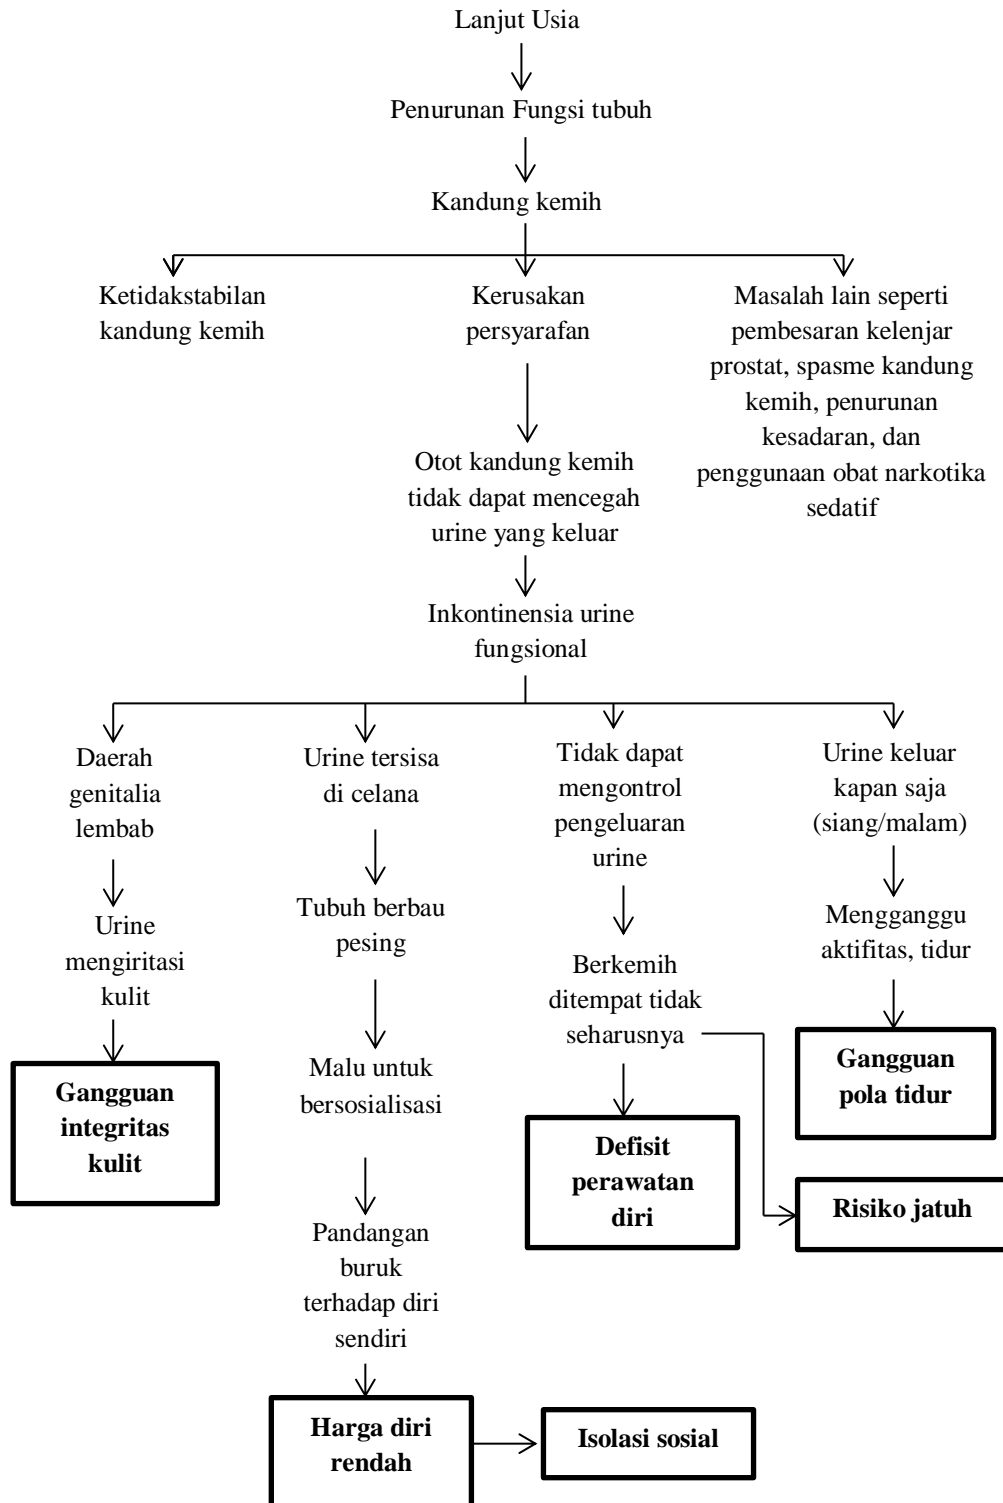 Lanjut Usia
Penurunan Fungsi tubuh
Kandung kemih
Ketidakstabilan
kandung kemih
Kerusakan
persyarafan
Masalah lain seperti
pembesaran kelenjar
prostat, spasme kandung
kemih, penurunan
kesadaran, dan
penggunaan obat narkotika
sedatif
Otot kandung kemih
tidak dapat mencegah
urine yang keluar
Inkontinensia urine
fungsional
Daerah
genitalia
lembab
Urine
mengiritasi
kulit
Gangguan
integritas
kulit
Urine tersisa
di celana
Tubuh berbau
pesing
Malu untuk
bersosialisasi
Pandangan
buruk
terhadap diri
sendiri
Harga diri
rendah
Isolasi sosial
Tidak dapat
mengontrol
pengeluaran
urine
Berkemih
ditempat tidak
seharusnya
Defisit
perawatan
diri
Risiko jatuh
Urine keluar
kapan saja
(siang/malam)
Mengganggu
aktifitas, tidur
Gangguan
pola tidur